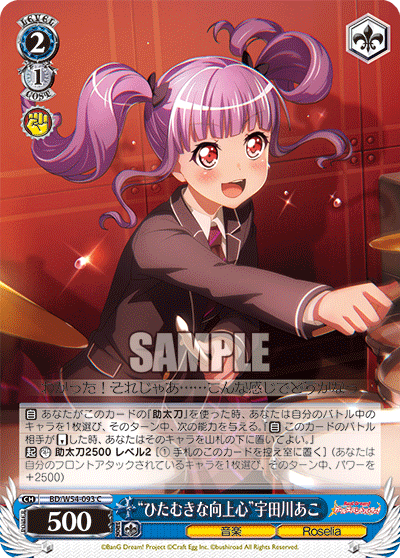 LEVEL
2
1
COST
SAMPLE
わかった！それじゃあ……こんな感じでどうかな
【自】 あなたがこのカードの「助太刀」を使った時、あなたは自分のバトル中の
キャラを1枚選び、そのターン中、次の能力を与える。『【自】 このカードのバトル
相手が【リバース】した時、あなたはそのキャラを山札の下に置いてよい。』
【起】 助太刀2500 レベル2 [① 手札のこのカードを控え室に置く] （あなたは自分
のフロントアタックされているキャラを1枚選び、そのターン中、パワーを
+2500）
CH
BD/W54-093 C
500
“ひたむきな向上心”宇田川あこ
音楽
Roselia
©BanG Dream! Project ©Craft Egg Inc. ©bushiroad All Rights Reserved.